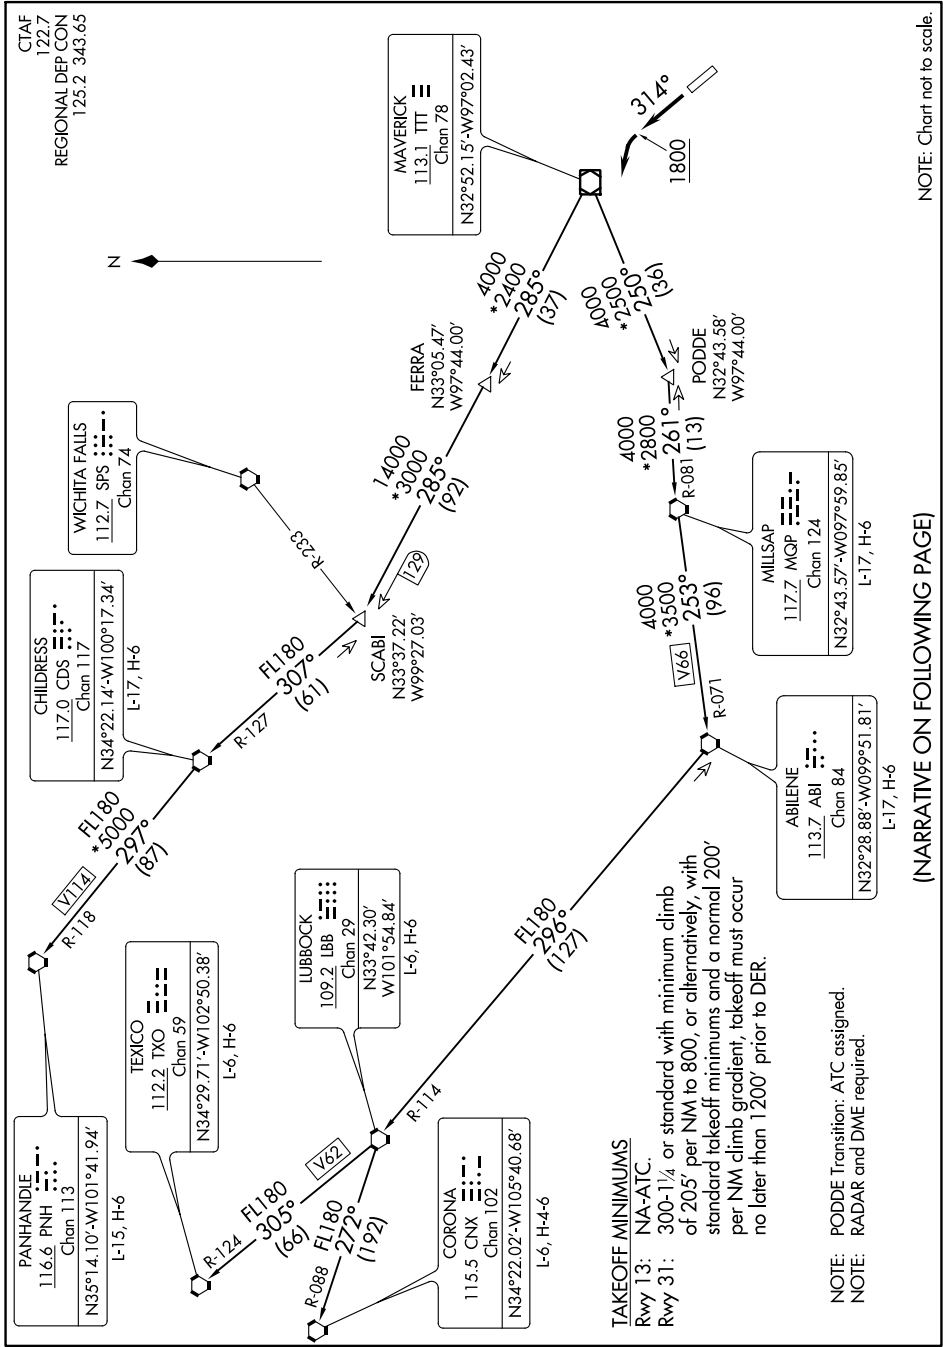 CTAF
122.7
REGIONAL DEP CON
125.2 343.65
N
PANHANDLE
116.6 PNH
Chan 113
N35°14.10'-W101°41.94'
L-15, H-6
R-118
V114
FL180
*5000
297°
(87)
CHILDRESS
117.0 CDS
Chan 117
N34°22.14'-W100°17.34'
L-17, H-6
R-127
FL180
307°
(61)
WICHITA FALLS
112.7 SPS
Chan 74
R-233
SCABI
N33°37.22'
W99°27.03'
129
14000
*3000
285°
(92)
FERRA
N33°05.47'
W97°44.00'
4000
*2400
285°
(37)
MAVERICK
113.1 TTT
Chan 78
N32°52.15'-W97°02.43'
314°
1800
4000
*2500
250°
(36)
PODDE
N32°43.58'
W97°44.00'
4000
*2800
261°
(13)
R-081
MILLSAP
117.7 MQP
Chan 124
N32°43.57'-W097°59.85'
L-17, H-6
4000
*3500
253°
(96)
V66
R-071
ABILENE
113.7 ABI
Chan 84
N32°28.88'-W099°51.81'
L-17, H-6
FL180
296°
(127)
R-114
LUBBOCK
109.2 LBB
Chan 29
N33°42.30'
W101°54.84'
L-6, H-6
TEXICO
112.2 TXO
Chan 59
N34°29.71'-W102°50.38'
L-6, H-6
R-124
FL180
305°
(66)
V62
FL180
272°
(192)
R-088
CORONA
115.5 CNX
Chan 102
N34°22.02'-W105°40.68'
L-6, H-4-6
TAKEOFF MINIMUMS
Rwy 13: NA-ATC.
Rwy 31: 300-1¼ or standard with minimum climb
of 205' per NM to 800, or alternatively, with
standard takeoff minimums and a normal 200'
per NM climb gradient, takeoff must occur
no later than 1200' prior to DER.
NOTE: PODDE Transition: ATC assigned.
NOTE: RADAR and DME required.
(NARRATIVE ON FOLLOWING PAGE)
NOTE: Chart not to scale.